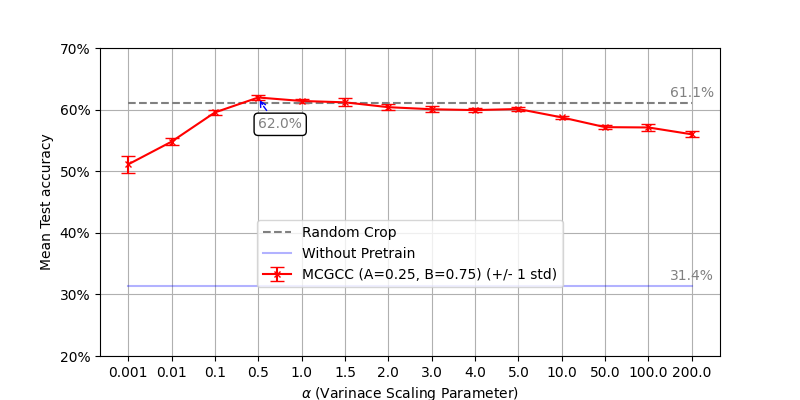 70%
60%
50%
40%
30%
20%
Mean Test accuracy
61.1%
62.0%
Random Crop
Without Pretrain
MCGCC (A=0.25, B=0.75) (+/- 1 std)
31.4%
0.001 0.01 0.1 0.5 1.0 1.5 2.0 3.0 4.0 5.0 10.0 50.0 100.0 200.0
α (Varinace Scaling Parameter)